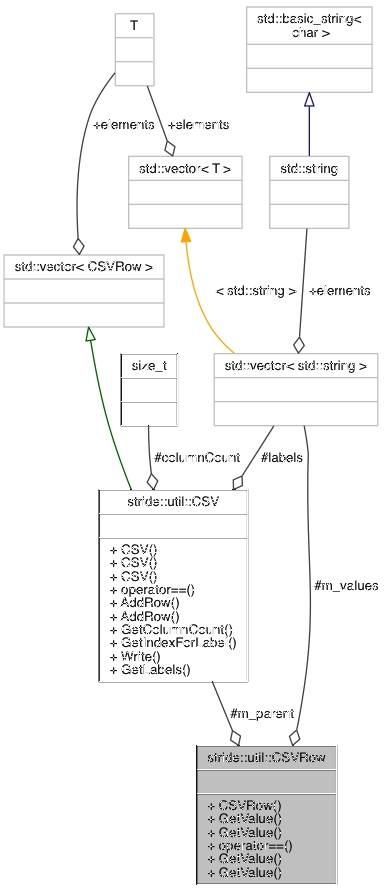 T
std::basic_string<
char >
+elements
+elements
std::vector< T >
std::string
std::vector< CSVRow >
< std::string >
+elements
size_t
std::vector< std::string >
#columnCount
#labels
stride::util::CSV
+ CSV()
+ CSV()
+ CSV()
+ operator==()
+ AddRow()
+ AddRow()
+ GetColumnCount()
+ GetIndexForLabel()
+ Write()
+ GetLabels()
#m_values
#m_parent
stride::util::CSVRow
+ CSVRow()
+ GetValue()
+ GetValue()
+ operator==()
+ GetValue()
+ GetValue()